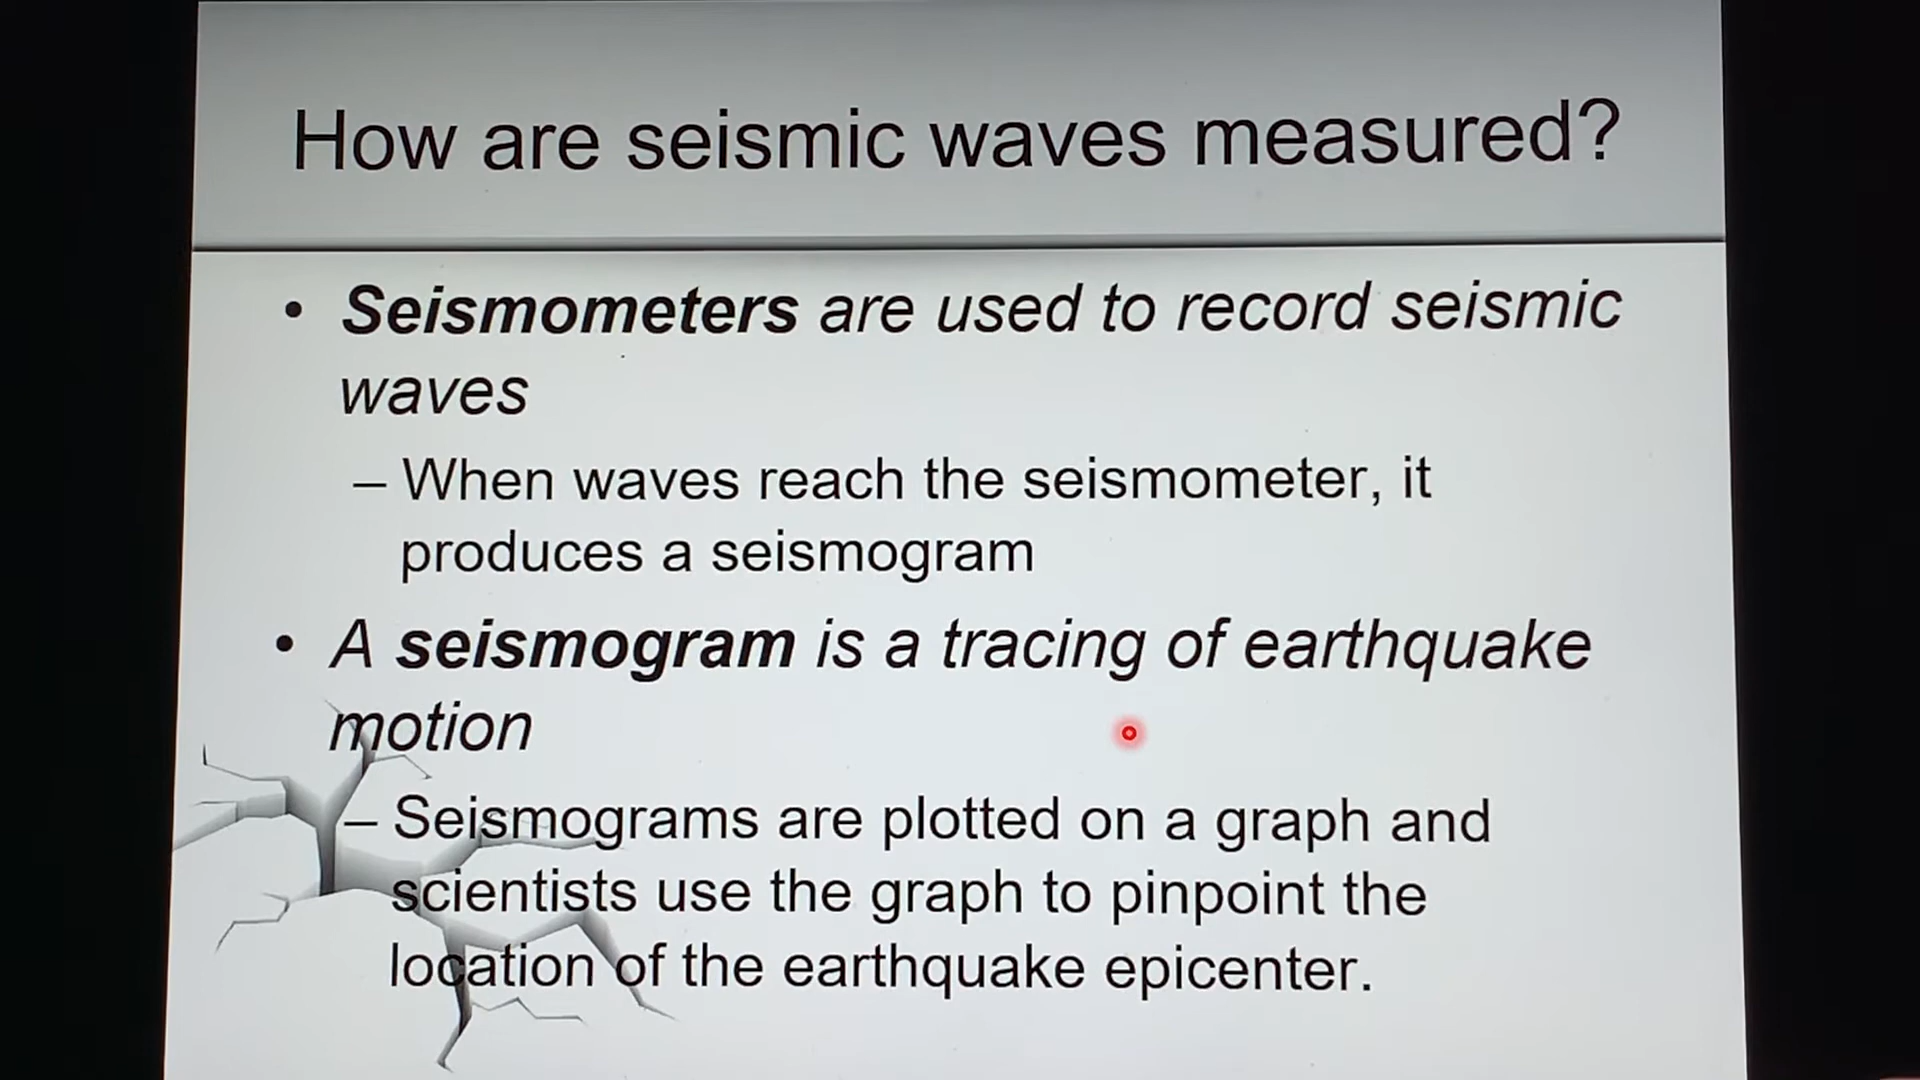 How are seismic waves measured?
• Seismometers are used to record seismic
waves
– When waves reach the seismometer, it
produces a seismogram
• A seismogram is a tracing of earthquake
motion
– Seismograms are plotted on a graph and
scientists use the graph to pinpoint the
location of the earthquake epicenter.